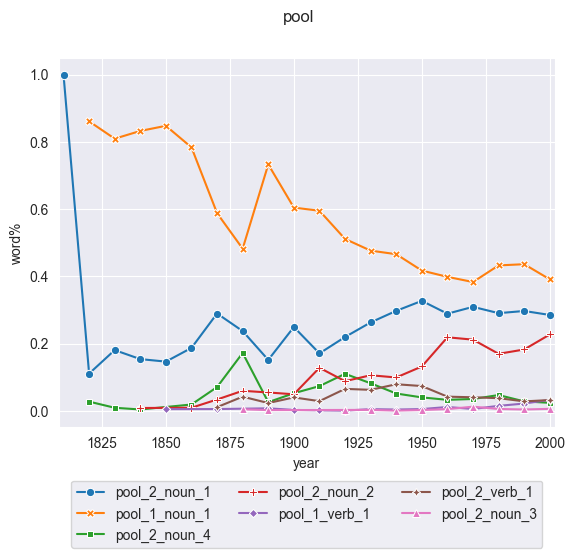 pool
1.0
0.8
0.6
0.4
0.2
0.0
word%
1825 1850 1875 1900 1925 1950 1975 2000
year
pool_2_noun_1 pool_2_noun_2 pool_2_verb_1
pool_1_noun_1 pool_1_verb_1 pool_2_noun_3
pool_2_noun_4